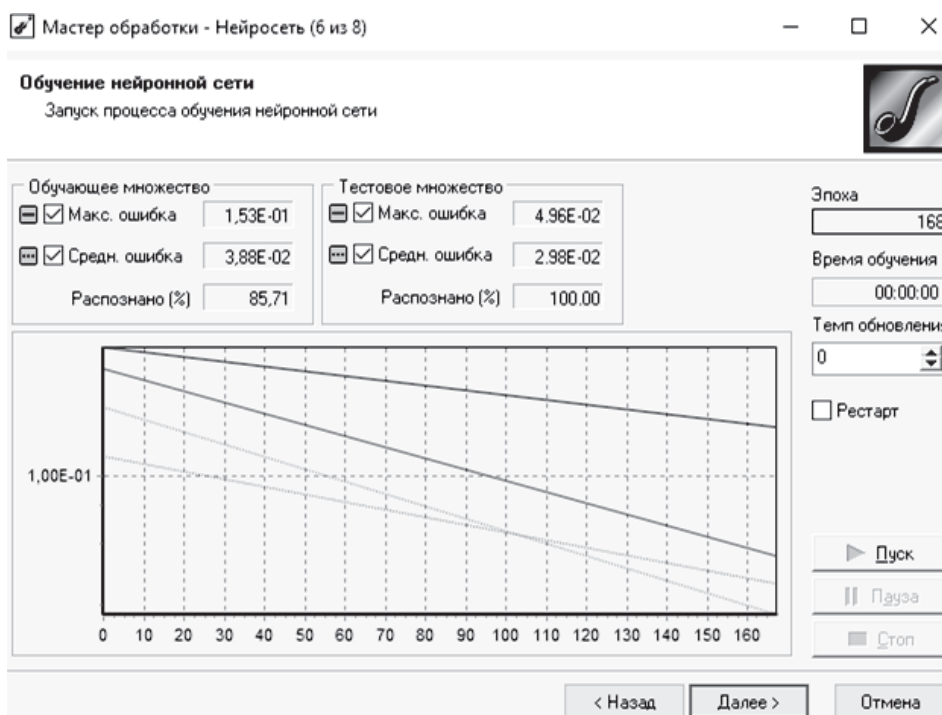 Мастер обработки - Нейросеть (6 из 8)
Обучение нейронной сети
Запуск процесса обучения нейронной сети
Обучающее множество
Макс. ошибка 1,53E-01
Средн. ошибка 3,88E-02
Распознано (%) 85,71
Тестовое множество
Макс. ошибка 4.96E-02
Средн. ошибка 2.98E-02
Распознано (%) 100.00
Эпоха
168
Время обучения
00:00:00
Темп обновления
0
Рестарт
1,00E-01
0 10 20 30 40 50 60 70 80 90 100 110 120 130 140 150 160
Пуск
Пауза
Стоп
< Назад Далее > Отмена